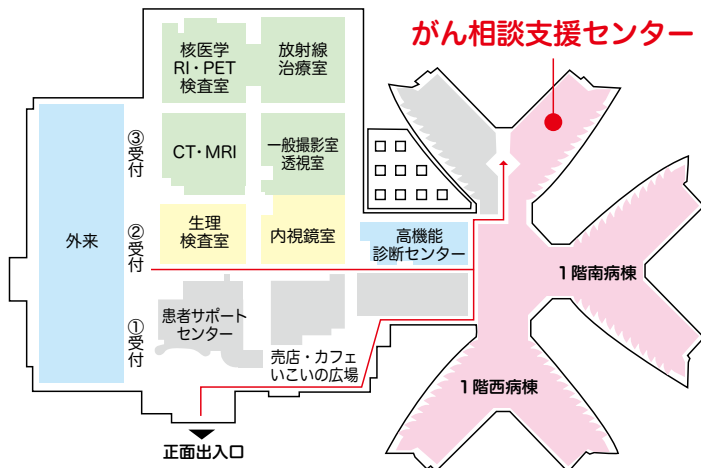 がん相談支援センター
核医学
RI・PET
検査室
放射線
治療室
③受付
CT・MRI
一般撮影室
透視室
外来
②受付
生理
検査室
内視鏡室
高機能
診断センター
1階南病棟
①受付
患者サポート
センター
売店・カフェ
いこいの広場
1階西病棟
正面出入口